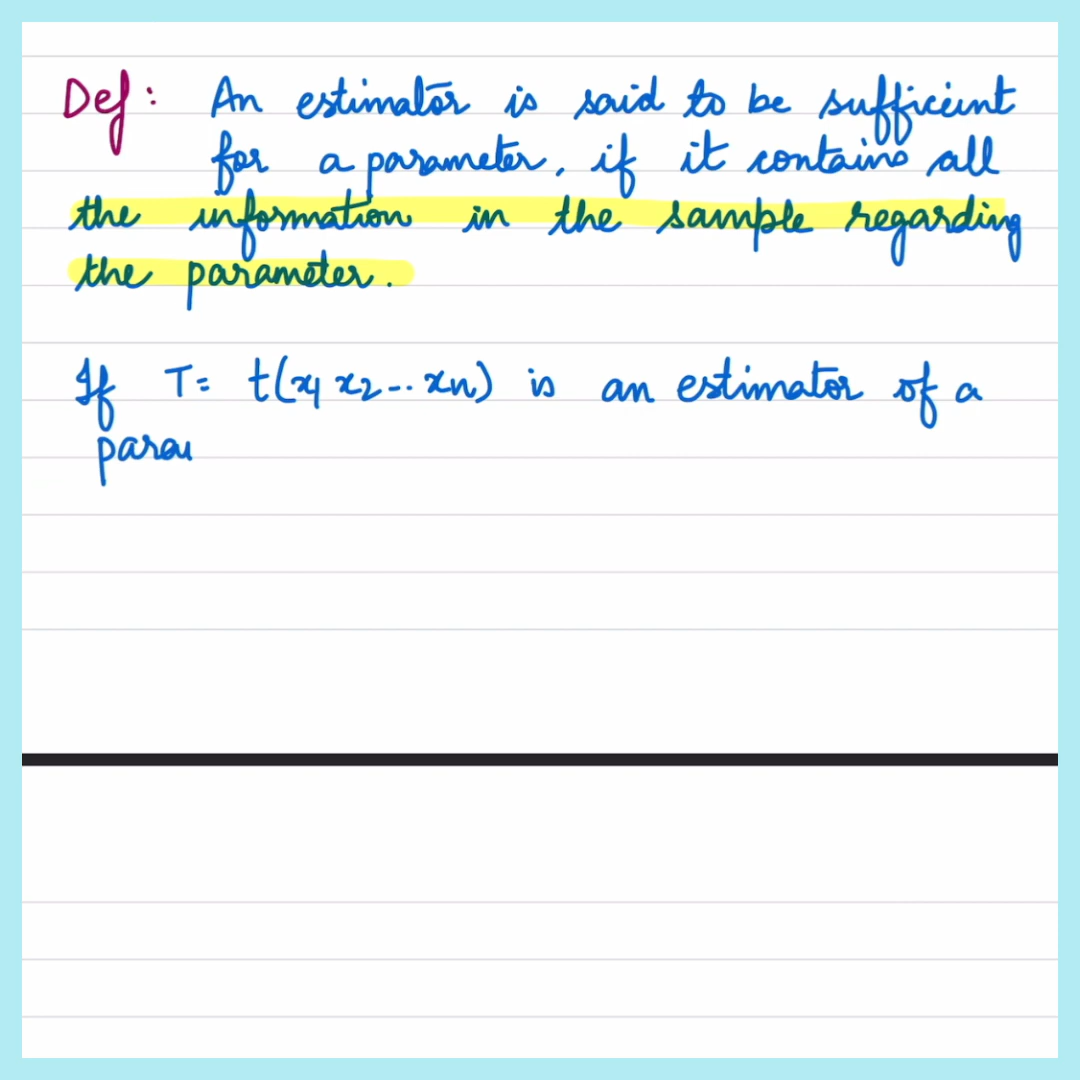 Def: An estimator is said to be sufficient
for a parameter, if it contains all
the information in the sample regarding
the parameter.
If T= t(x1 x2 -.. xn) is an estimator of a
param